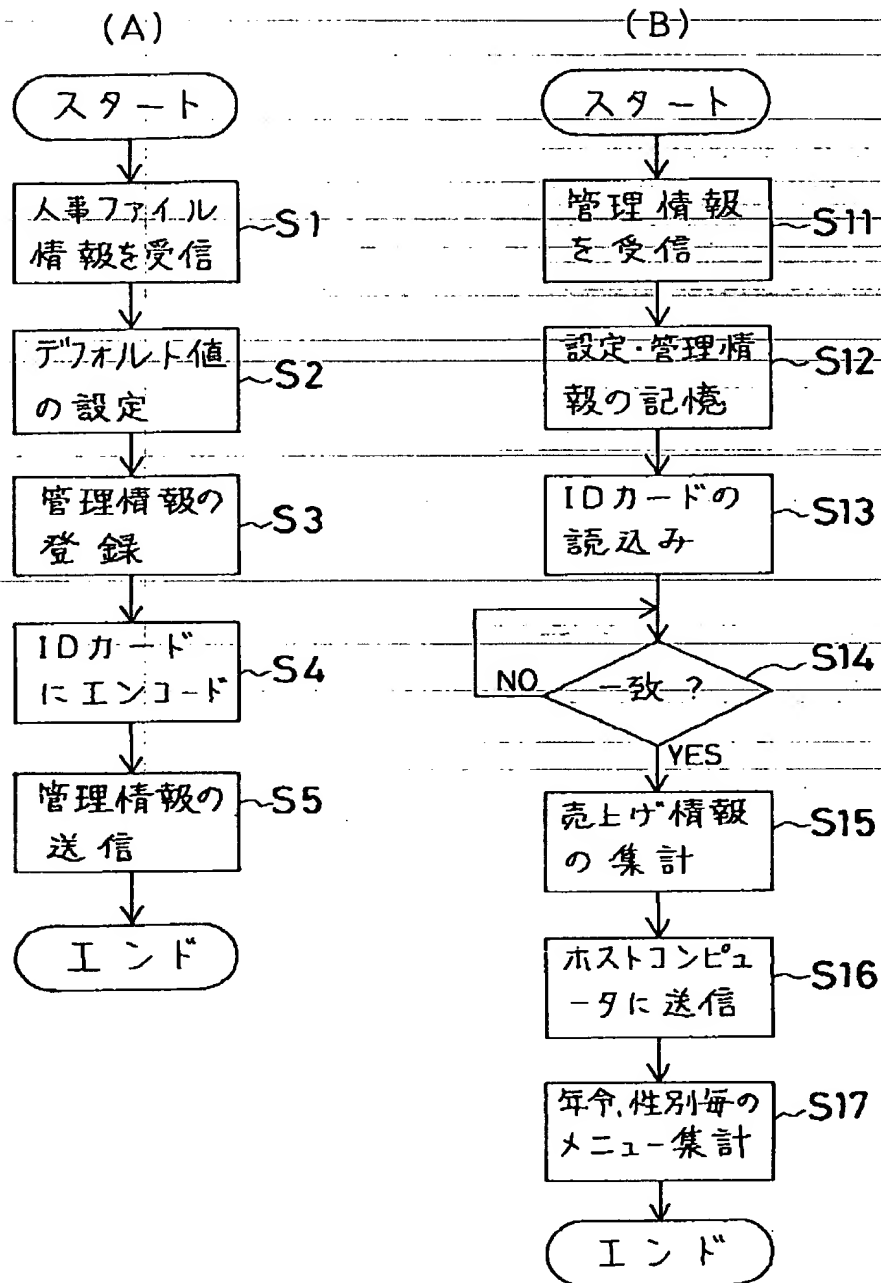 (A)
スタート
人事ファイル
情報を受信
S1
デフォルト値
の設定
S2
管理情報の
登録
S3
IDカード
にエンコード
S4
管理情報の
送信
S5
エンド
(B)
スタート
管理情報
を受信
S11
設定・管理情
報の記憶
S12
IDカードの
読込み
S13
一致?
S14
NO
YES
売上げ情報
の集計
S15
ホストコンピュ
ータに送信
S16
年令,性別毎の
メニュー集計
S17
エンド